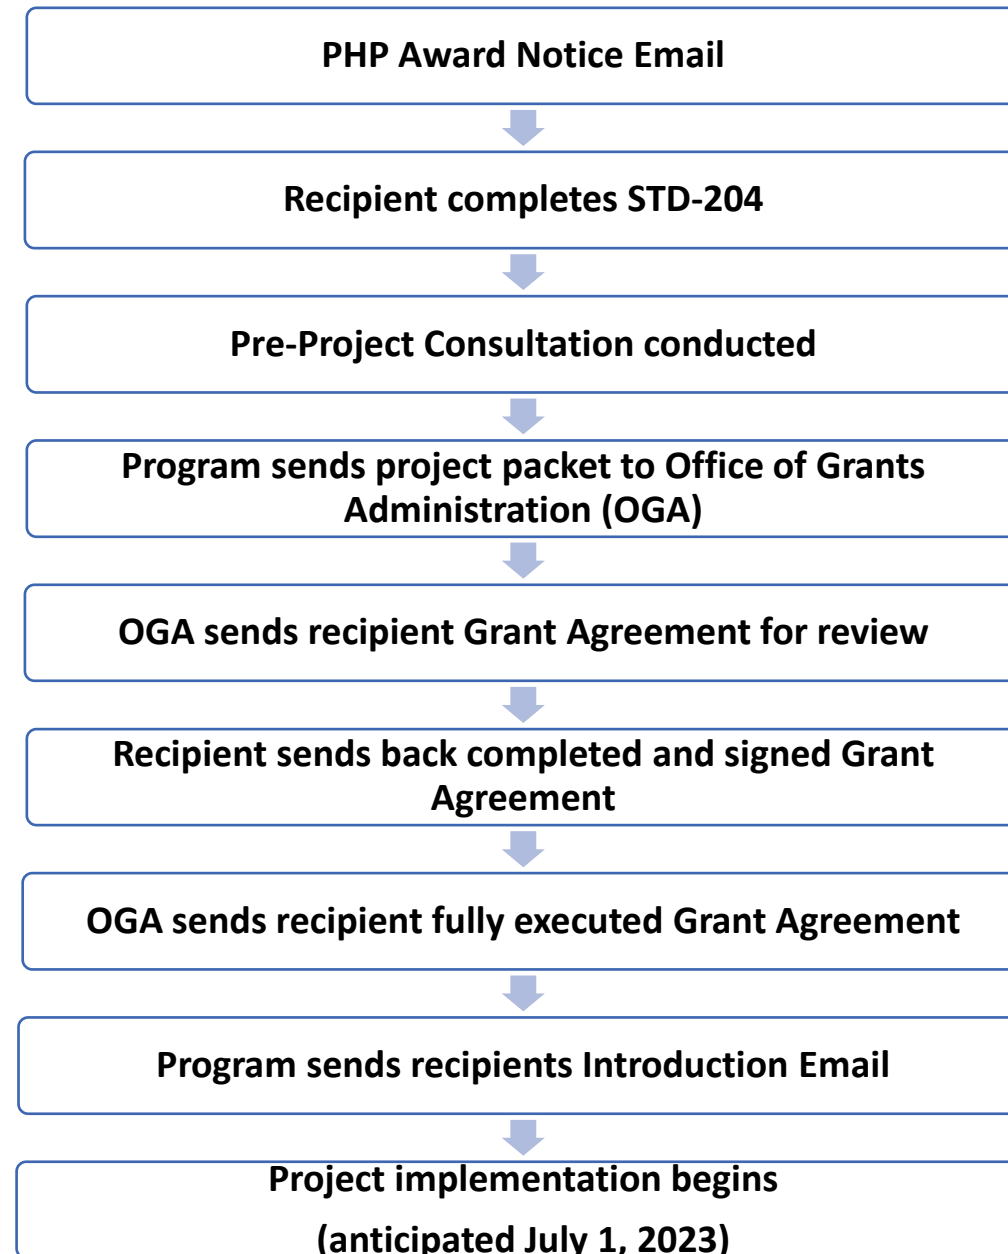 PHP Award Notice Email
Recipient completes STD-204
Pre-Project Consultation conducted
Program sends project packet to Office of Grants
Administration (OGA)
OGA sends recipient Grant Agreement for review
Recipient sends back completed and signed Grant
Agreement
OGA sends recipient fully executed Grant Agreement
Program sends recipients Introduction Email
Project implementation begins
(anticipated July 1, 2023)